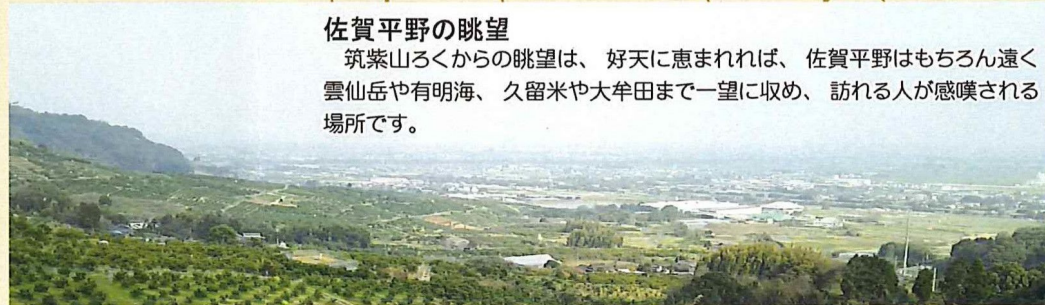 佐賀平野の眺望
筑紫山ろくからの眺望は、好天に恵まれれば、佐賀平野はもちろん遠く
雲仙岳や有明海、久留米や大牟田まで一望に収め、訪れる人が感嘆される
場所です。